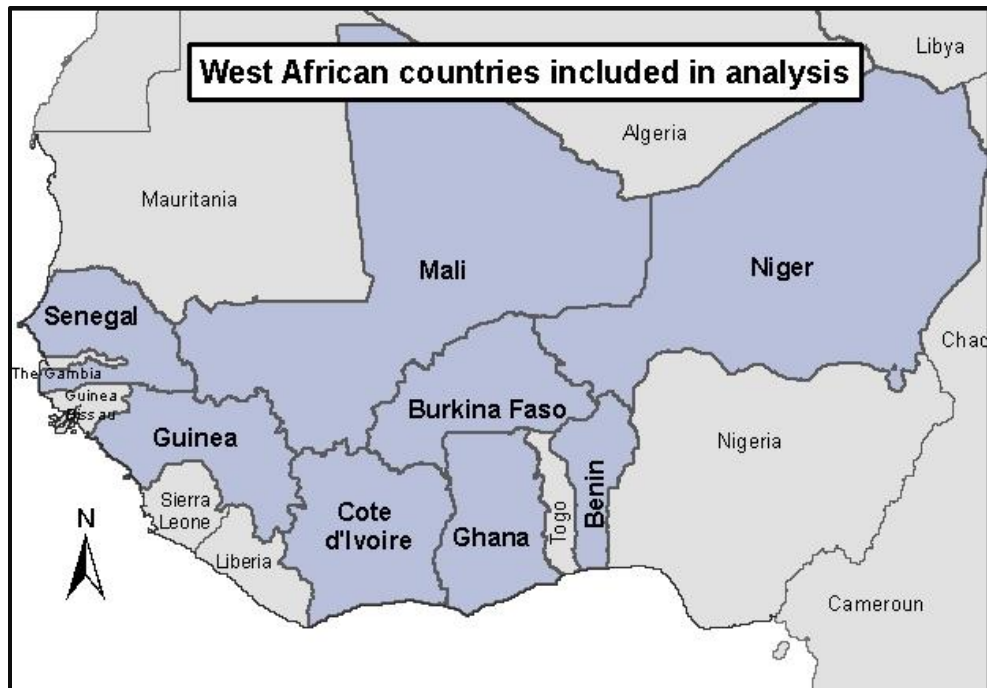 West African countries included in analysis
Libya
Algeria
Mauritania
Mali
Niger
Senegal
Chad
The Gambia
Guinea
Bissau
Burkina Faso
Guinea
Nigeria
Benin
Sierra
Leone
Cote
d'Ivoire
Ghana
Togo
N
Liberia
Cameroun